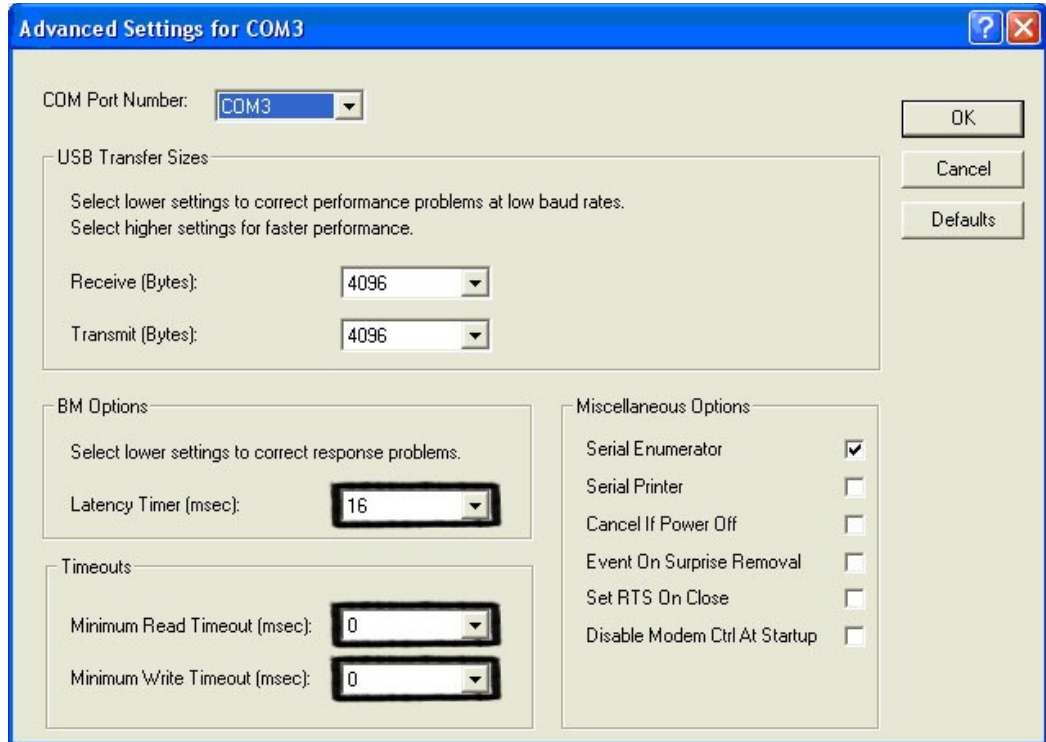 Advanced Settings for COM3
COM Port Number: COM3
OK
Cancel
Defaults
USB Transfer Sizes
Select lower settings to correct performance problems at low baud rates.
Select higher settings for faster performance.
Receive (Bytes): 4096
Transmit (Bytes): 4096
BM Options
Select lower settings to correct response problems.
Latency Timer (msec): 16
Timeouts
Minimum Read Timeout (msec): 0
Minimum Write Timeout (msec): 0
Miscellaneous Options
Serial Enumerator
Serial Printer
Cancel If Power Off
Event On Surprise Removal
Set RTS On Close
Disable Modem Ctrl At Startup